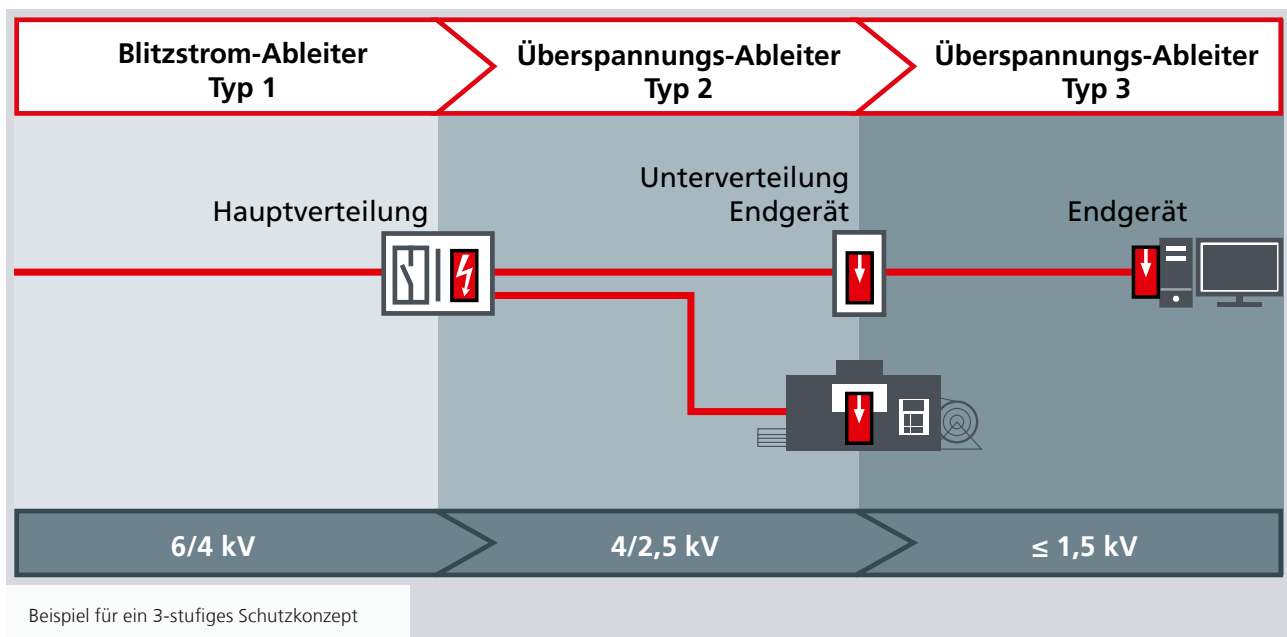 Blitzstrom-Ableiter
Typ 1
Überspannungs-Ableiter
Typ 2
Überspannungs-Ableiter
Typ 3
Hauptverteilung
Unterverteilung
Endgerät
Endgerät
6/4 kV
4/2,5 kV
≤ 1,5 kV
Beispiel für ein 3-stufiges Schutzkonzept